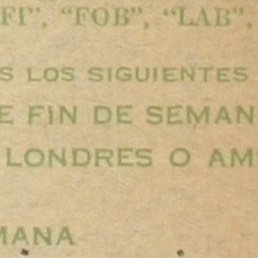 FI”, “FOB”, “LAB”,
S LOS SIGUIENTES
E FIN DE SEMAN
LONDRES O AM
MANA